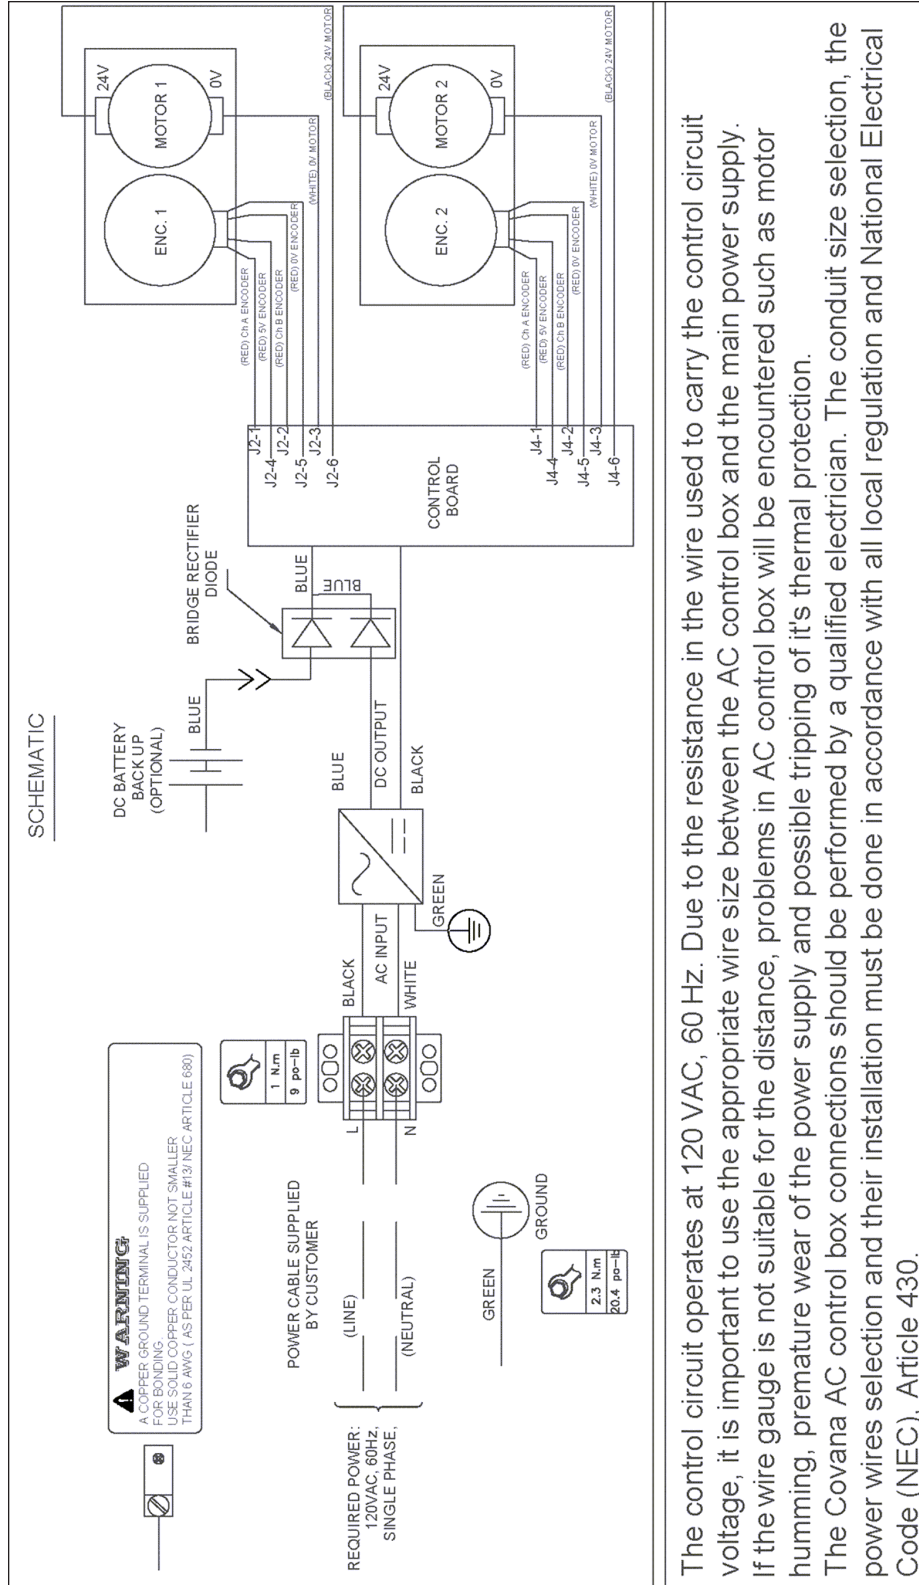 SCHEMATIC
WARNING
A COPPER GROUND TERMINAL IS SUPPLIED
FOR BONDING.
USE SOLID COPPER CONDUCTOR NOT SMALLER
THAN 6 AWG ( AS PER UL 2452 ARTICLE #13/ NEC ARTICLE 680)
DC BATTERY
BACK UP
(OPTIONAL)
BLUE
BRIDGE RECTIFIER
DIODE
1 N.m
9 po-lb
REQUIRED POWER:
120VAC, 60Hz,
SINGLE PHASE,
POWER CABLE SUPPLIED
BY CUSTOMER
(LINE)
(NEUTRAL)
L
N
BLACK
AC INPUT
WHITE
GREEN
BLUE
DC OUTPUT
BLACK
BLUE
BLUE
GREEN
GROUND
2.3 N.m
20.4 po-lb
CONTROL
BOARD
J2-1
J2-4
J2-2
J2-5
J2-3
J2-6
J4-1
J4-4
J4-2
J4-5
J4-3
J4-6
(RED) Ch A ENCODER
(RED) 5V ENCODER
(RED) Ch B ENCODER
(RED) 0V ENCODER
(WHITE) 0V MOTOR
(BLACK) 24V MOTOR
ENC. 1
MOTOR 1
24V
0V
(RED) Ch A ENCODER
(RED) 5V ENCODER
(RED) Ch B ENCODER
(RED) 0V ENCODER
(WHITE) 0V MOTOR
(BLACK) 24V MOTOR
ENC. 2
MOTOR 2
24V
0V
The control circuit operates at 120 VAC, 60 Hz. Due to the resistance in the wire used to carry the control circuit
voltage, it is important to use the appropriate wire size between the AC control box and the main power supply.
If the wire gauge is not suitable for the distance, problems in AC control box will be encountered such as motor
humming, premature wear of the power supply and possible tripping of it's thermal protection.
The Covana AC control box connections should be performed by a qualified electrician. The conduit size selection, the
power wires selection and their installation must be done in accordance with all local regulation and National Electrical
Code (NEC), Article 430.